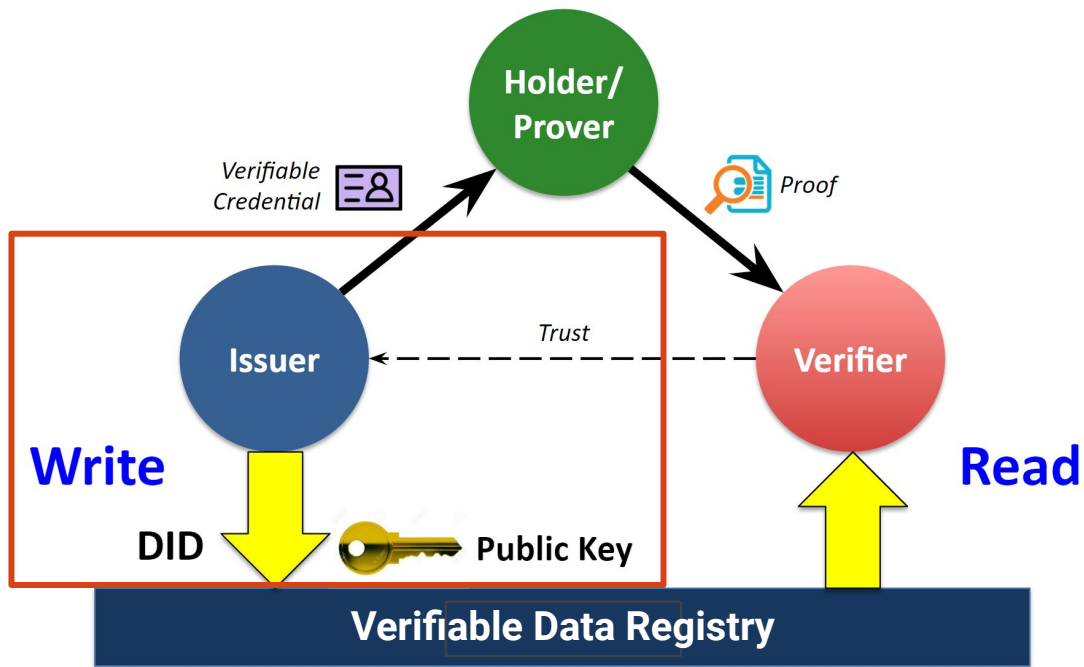 Holder/
Prover
Verifiable
Credential
Proof
Issuer
Trust
Verifier
Write
Read
DID
Public Key
Verifiable Data Registry